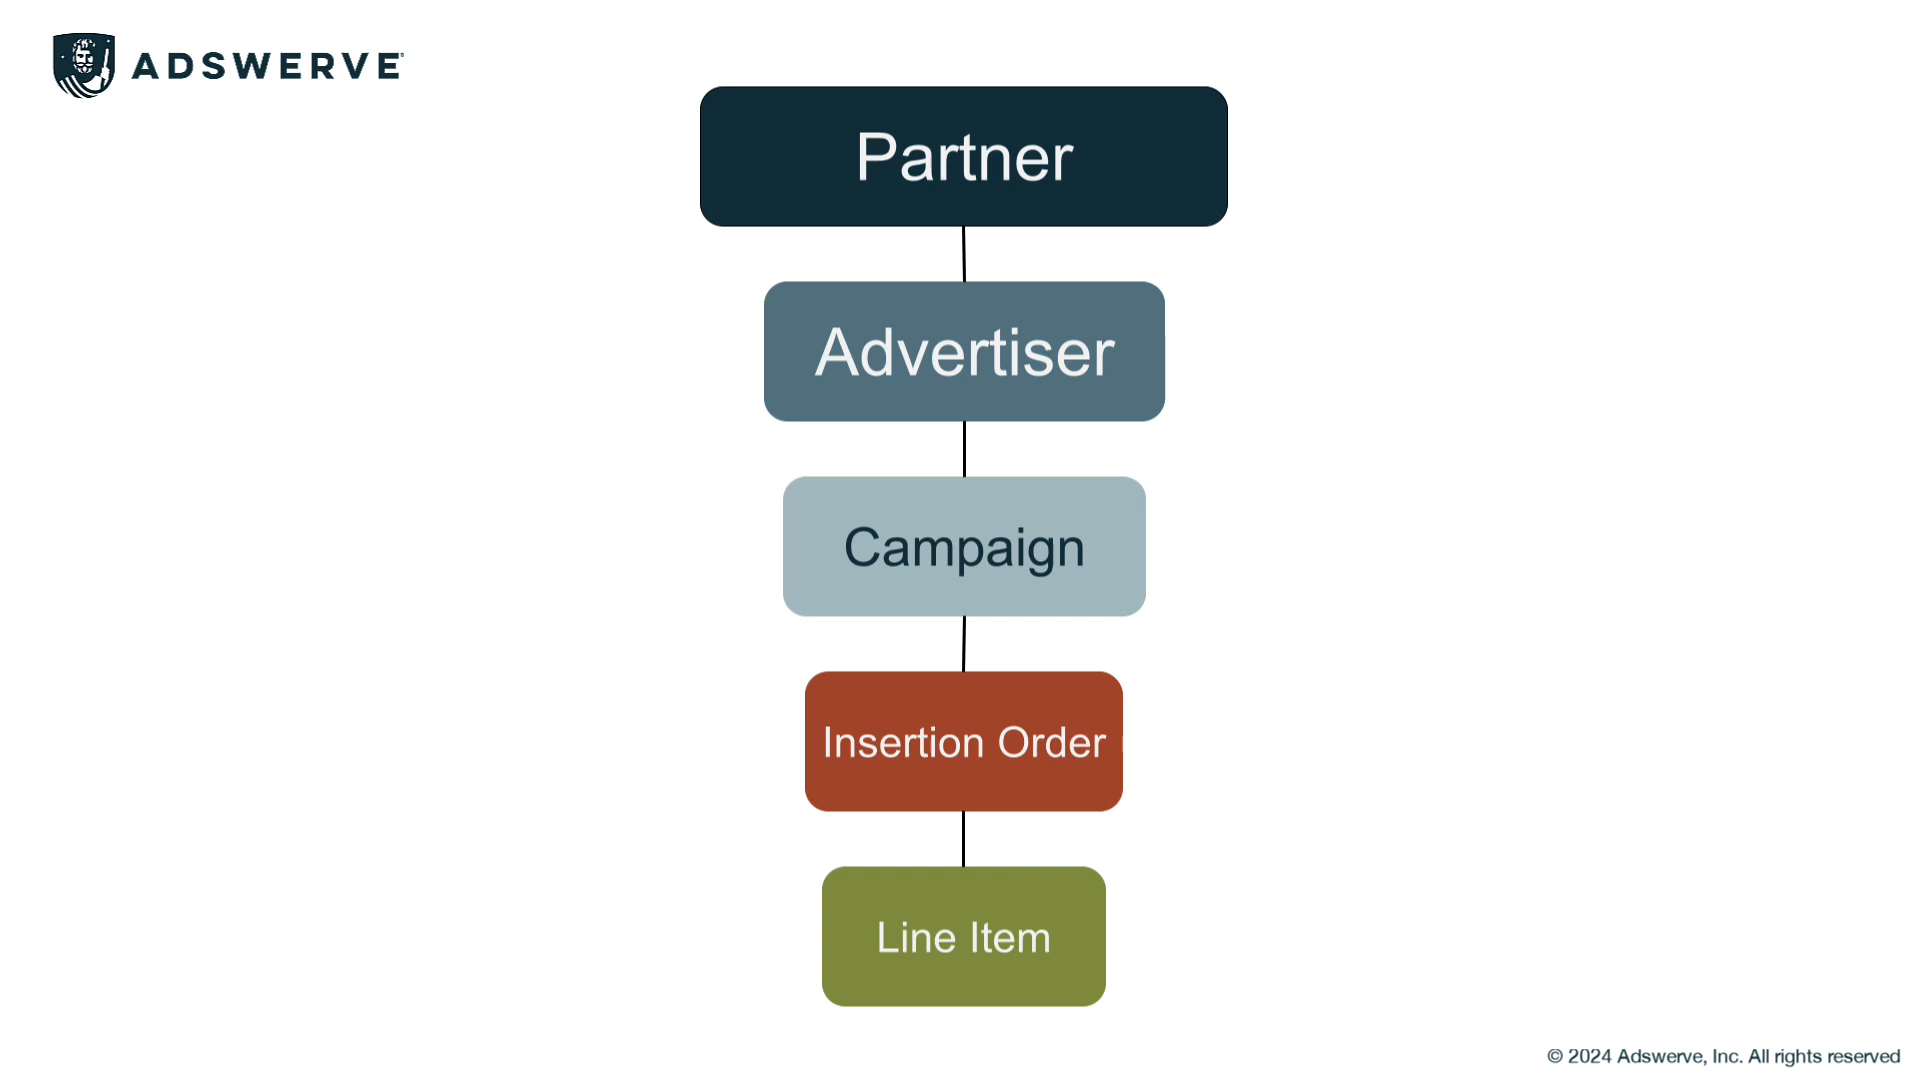 ADSWERVE
Partner
Advertiser
Campaign
Insertion Order
Line Item
© 2024 Adswerve, Inc. All rights reserved